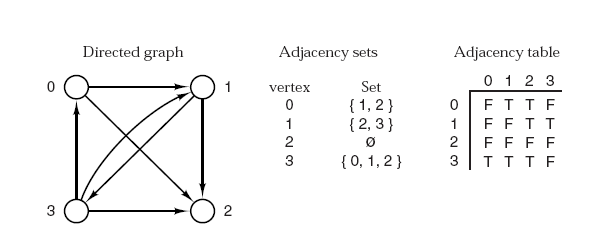 Directed graph
Adjacency sets
Adjacency table
0
1
3
2
vertex Set
0 { 1, 2 }
1 { 2, 3 }
2 ∅
3 { 0, 1, 2 }
0 1 2 3
0 F T T F
1 F F T T
2 F F F F
3 T T T F